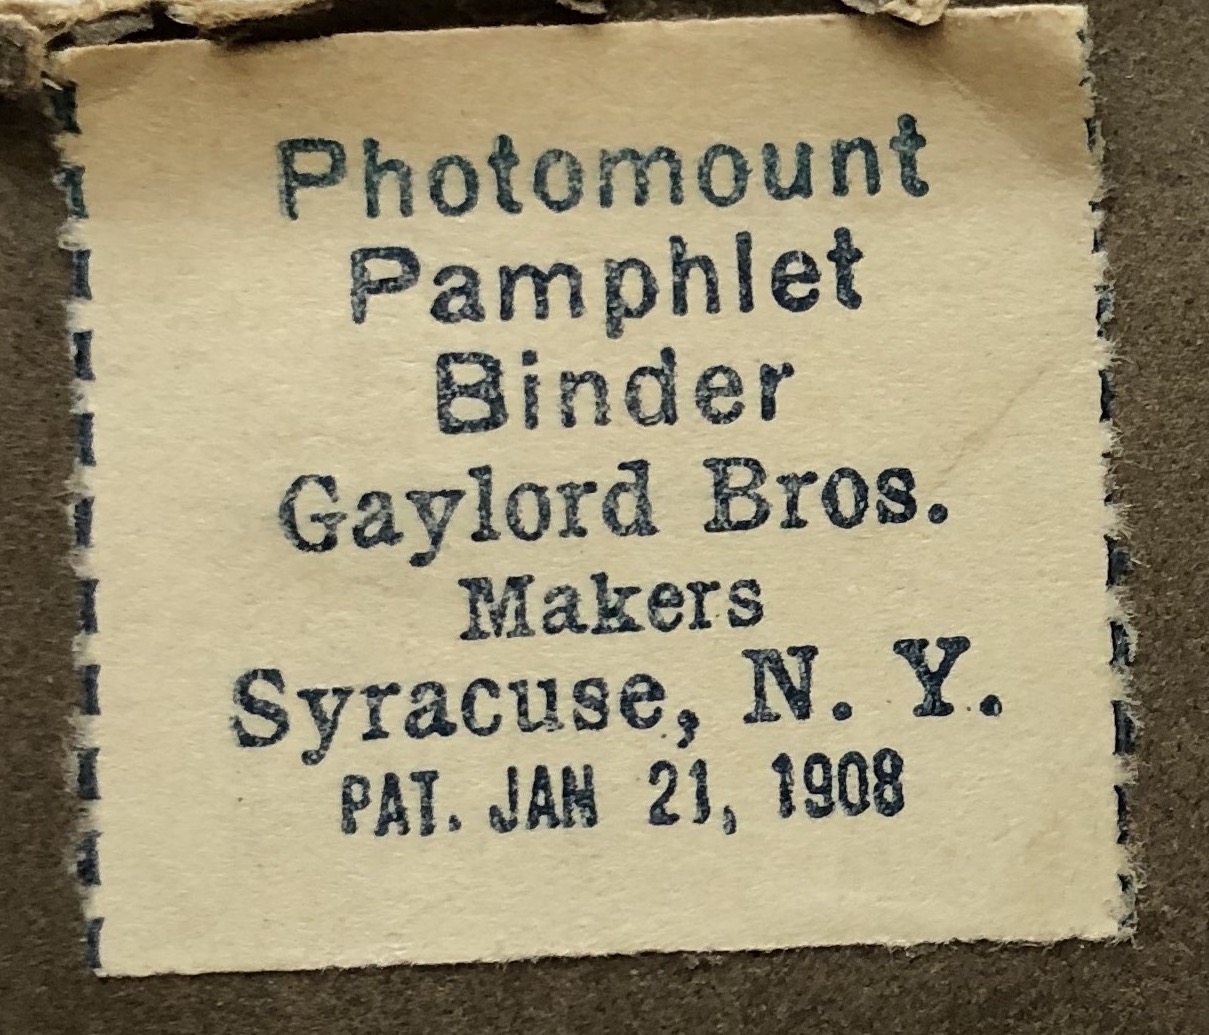 Photomount
Pamphlet
Binder
Gaylord Bros.
Makers
Syracuse, N. Y.
PAT. JAN 21, 1908